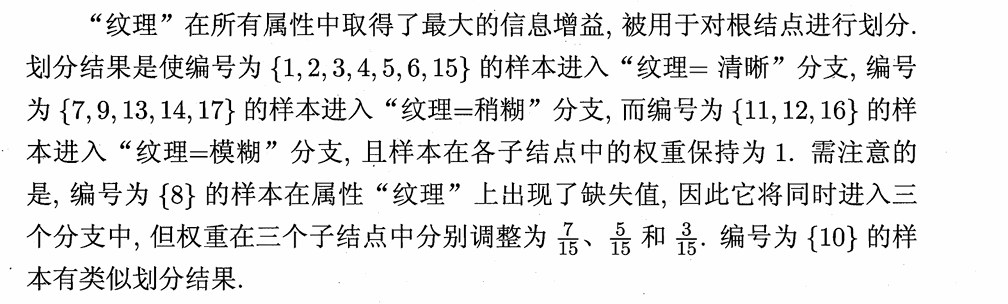 “纹理”在所有属性中取得了最大的信息增益, 被用于对根结点进行划分.
划分结果是使编号为 {1,2,3,4,5,6,15} 的样本进入“纹理= 清晰”分支, 编号
为 {7,9,13,14,17} 的样本进入“纹理=稍糊”分支, 而编号为 {11,12,16} 的样
本进入“纹理=模糊”分支, 且样本在各子结点中的权重保持为 1. 需注意的
是, 编号为 {8} 的样本在属性“纹理”上出现了缺失值, 因此它将同时进入三
个分支中, 但权重在三个子结点中分别调整为 7/15、5/15 和 3/15. 编号为 {10} 的样
本有类似划分结果.